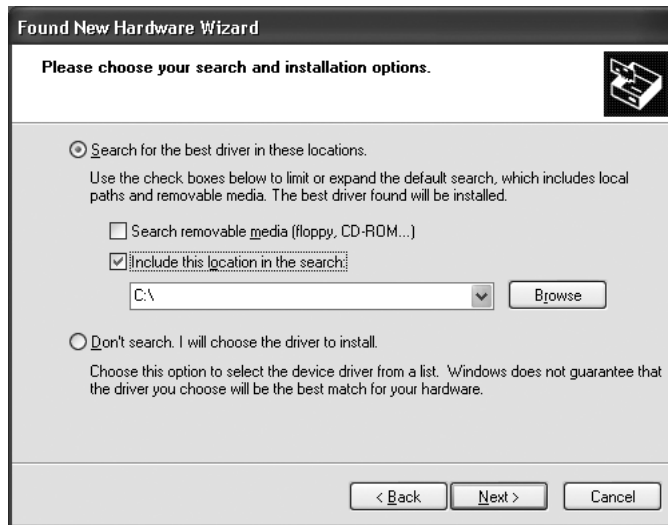 Found New Hardware Wizard
Please choose your search and installation options.
Search for the best driver in these locations.
Use the check boxes below to limit or expand the default search, which includes local
paths and removable media. The best driver found will be installed.
Search removable media (floppy, CD-ROM...)
Include this location in the search:
C:\
Browse
Don't search. I will choose the driver to install.
Choose this option to select the device driver from a list. Windows does not guarantee that
the driver you choose will be the best match for your hardware.
< Back
Next >
Cancel